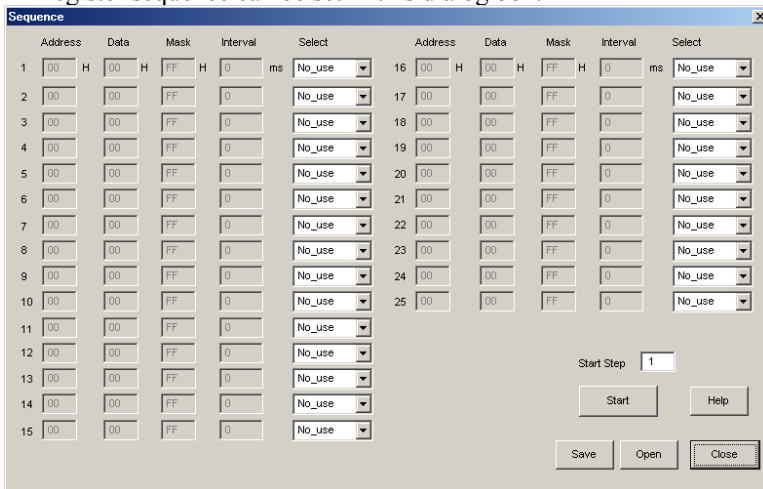 Sequence
Address Data Mask Interval Select Address Data Mask Interval Select
1 00 H 00 H FF H 0 ms No_use 16 00 H 00 H FF H 0 ms No_use
2 00 00 FF 0 No_use 17 00 00 FF 0 No_use
3 00 00 FF 0 No_use 18 00 00 FF 0 No_use
4 00 00 FF 0 No_use 19 00 00 FF 0 No_use
5 00 00 FF 0 No_use 20 00 00 FF 0 No_use
6 00 00 FF 0 No_use 21 00 00 FF 0 No_use
7 00 00 FF 0 No_use 22 00 00 FF 0 No_use
8 00 00 FF 0 No_use 23 00 00 FF 0 No_use
9 00 00 FF 0 No_use 24 00 00 FF 0 No_use
10 00 00 FF 0 No_use 25 00 00 FF 0 No_use
11 00 00 FF 0 No_use
12 00 00 FF 0 No_use
Start Step 1
13 00 00 FF 0 No_use
14 00 00 FF 0 No_use
Start Help
15 00 00 FF 0 No_use
Save Open Close